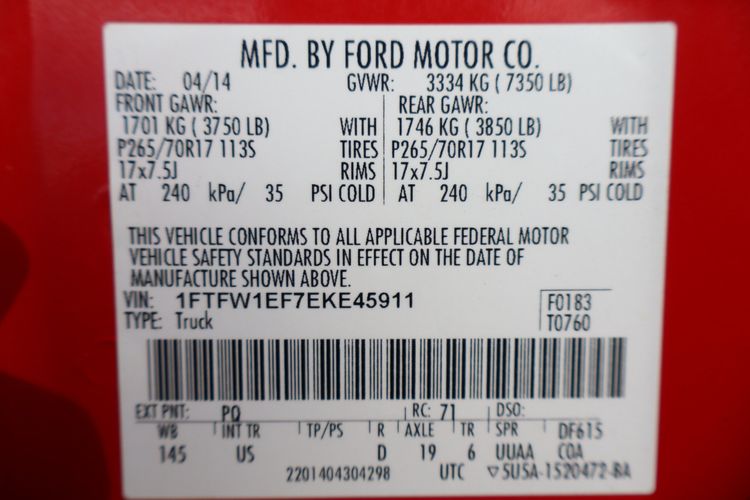 MFD. BY FORD MOTOR CO.
DATE: 04/14 GVWR: 3334 KG ( 7350 LB)
FRONT GAWR: REAR GAWR:
1701 KG ( 3750 LB) WITH 1746 KG ( 3850 LB) WITH
P265/70R17 113S TIRES P265/70R17 113S TIRES
17x7.5J RIMS 17x7.5J RIMS
AT 240 kPa/ 35 PSI COLD AT 240 kPa/ 35 PSI COLD
THIS VEHICLE CONFORMS TO ALL APPLICABLE FEDERAL MOTOR
VEHICLE SAFETY STANDARDS IN EFFECT ON THE DATE OF
MANUFACTURE SHOWN ABOVE.
VIN: 1FTFW1EF7EKE45911 F0183
TYPE: Truck T0760
EXT PNT: PQ RC: 71 DSO:
WB INT TR TP/PS R AXLE TR SPR DF615
145 US D 19 6 UUAA COA
2201404304298 UTC ▽5U5A-1520472-BA